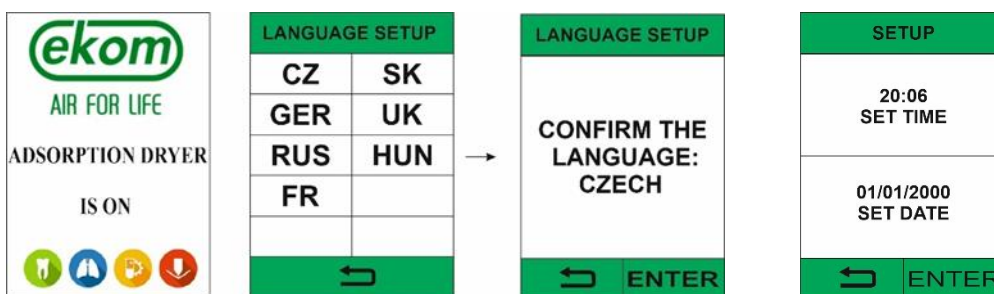 ekom
AIR FOR LIFE
ADSORPTION DRYER
IS ON
LANGUAGE SETUP
CZ SK
GER UK
RUS HUN
FR
LANGUAGE SETUP
CONFIRM THE
LANGUAGE:
CZECH
ENTER
SETUP
20:06
SET TIME
01/01/2000
SET DATE
ENTER